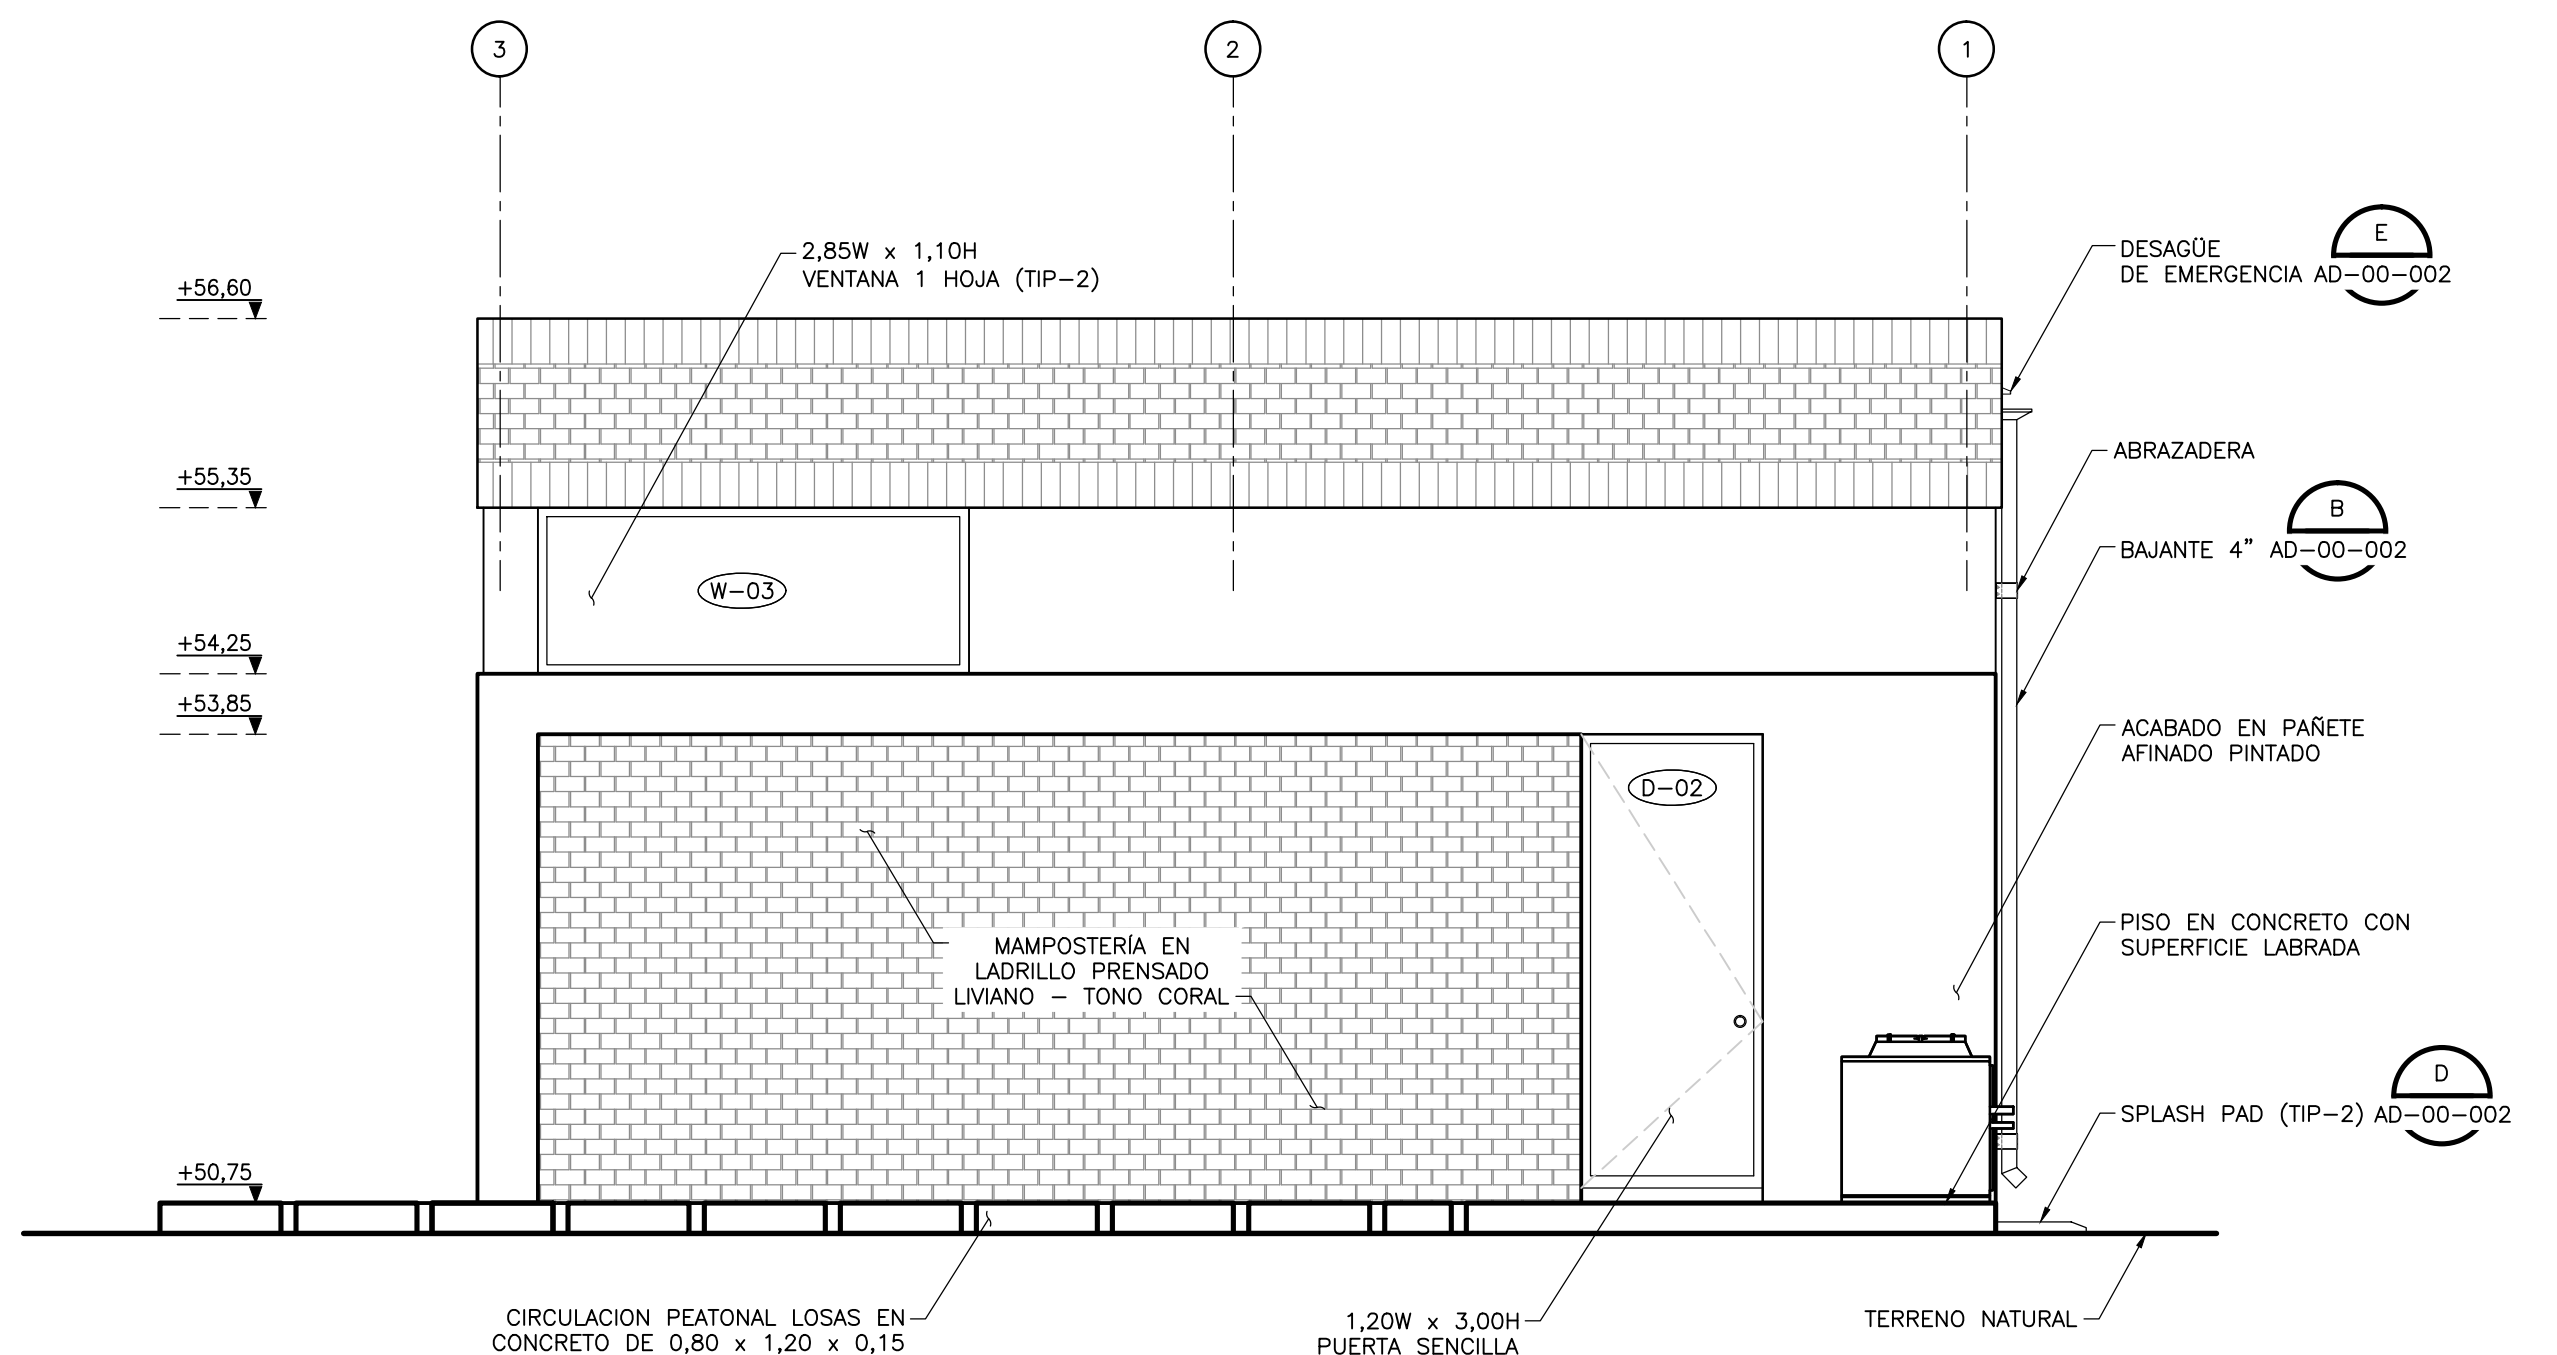 3
2
1
2,85W x 1,10H
VENTANA 1 HOJA (TIP-2)
E
DESAGÜE
DE EMERGENCIA AD-00-002
+56,60
+55,35
+54,25
+53,85
+50,75
ABRAZADERA
B
BAJANTE 4” AD-00-002
W-03
D-02
ACABADO EN PAÑETE
AFINADO PINTADO
PISO EN CONCRETO CON
SUPERFICIE LABRADA
MAMPOSTERÍA EN
LADRILLO PRENSADO
LIVIANO - TONO CORAL
D
SPLASH PAD (TIP-2) AD-00-002
CIRCULACION PEATONAL LOSAS EN
CONCRETO DE 0,80 x 1,20 x 0,15
1,20W x 3,00H
PUERTA SENCILLA
TERRENO NATURAL